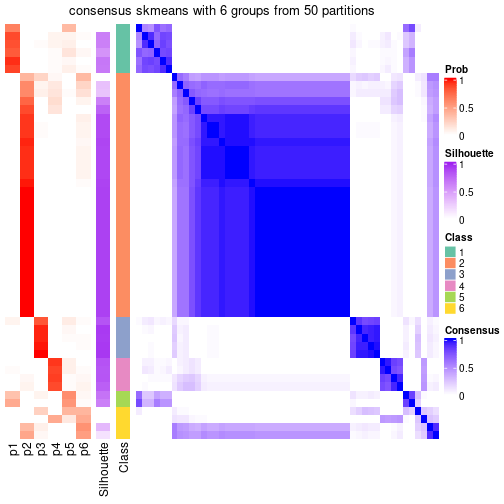 consensus skmeans with 6 groups from 50 partitions
Prob
1
0.5
0
Silhouette
1
0.5
0
Class
1
2
3
4
5
6
Consensus
1
0.5
0
p1
p2
p3
p4
p5
p6
Silhouette
Class